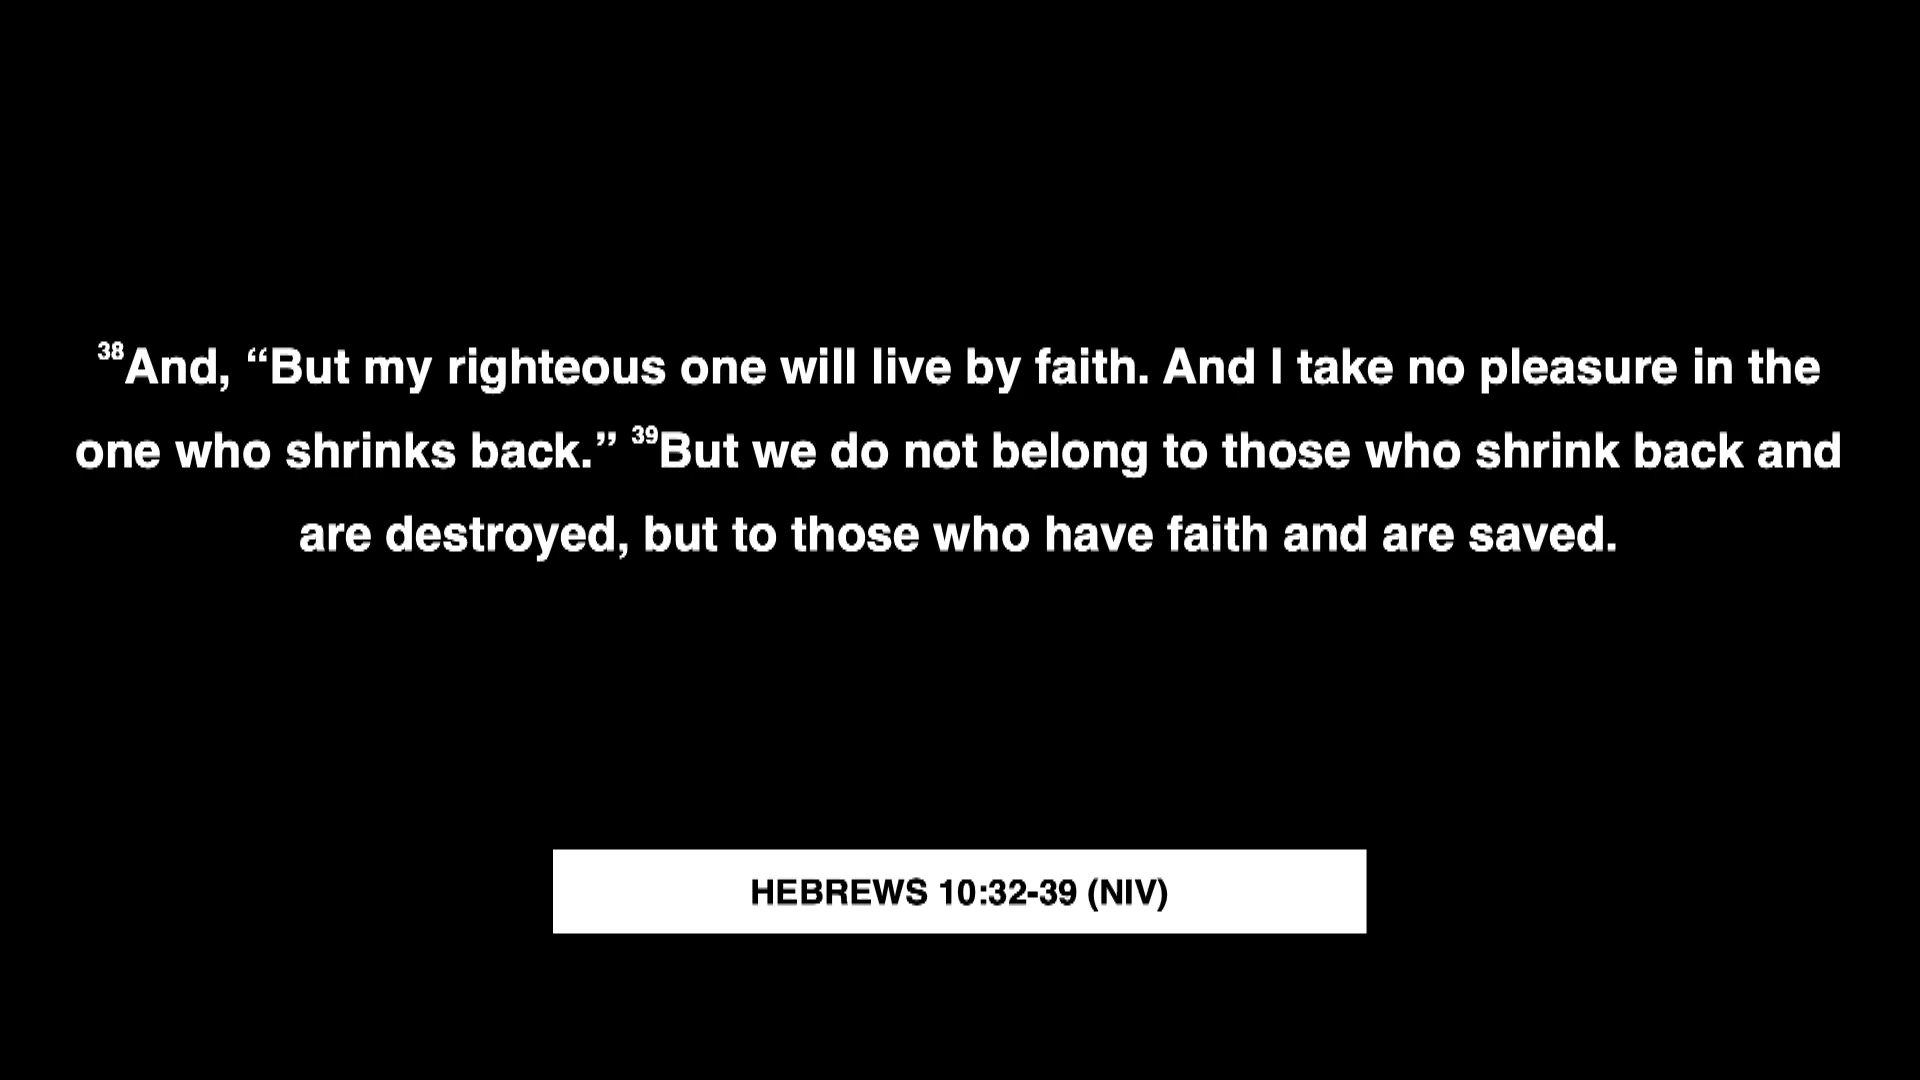 ³⁸And, “But my righteous one will live by faith. And I take no pleasure in the
one who shrinks back.” ³⁹But we do not belong to those who shrink back and
are destroyed, but to those who have faith and are saved.
HEBREWS 10:32-39 (NIV)